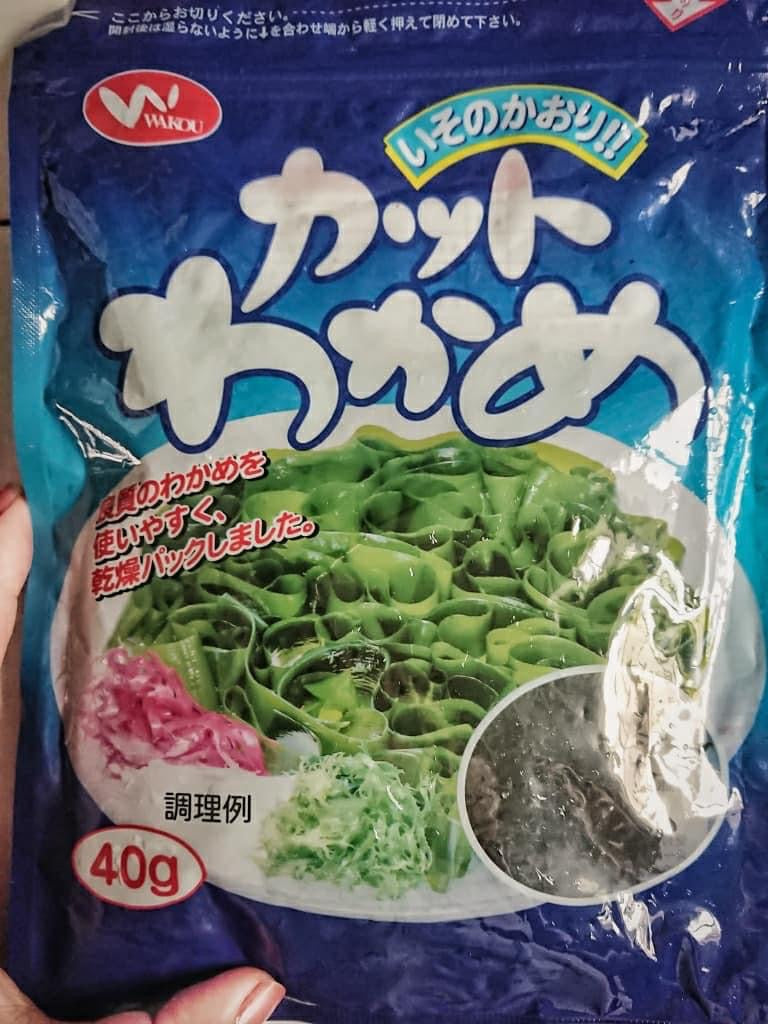 ここからお切りください。
開封後は湿らないように⬇を合わせ端から軽く押えて閉めて下さい。
WAKOU
いそのかおり!!
カット
わかめ
良質のわかめを
使いやすく、
乾燥パックしました。
調理例
40g